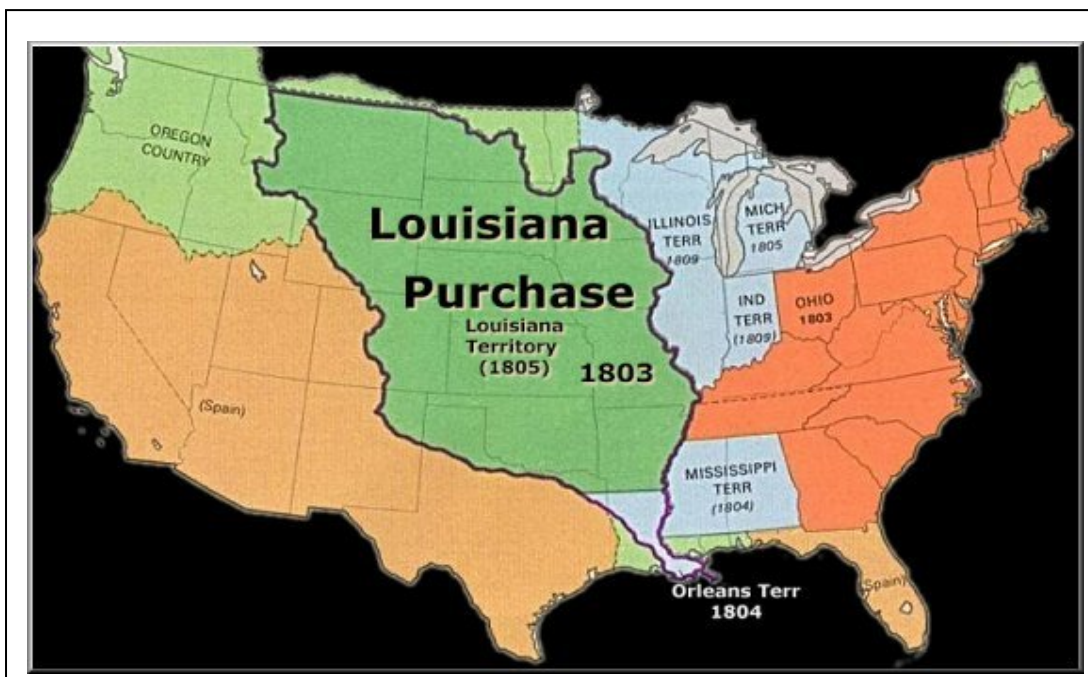 OREGON
COUNTRY
Louisiana
Purchase
Louisiana
Territory
(1805)
1803
(Spain)
ILLINOIS
TERR
1809
MICH
TERR
1805
IND
TERR
(1809)
OHIO
1803
MISSISSIPPI
TERR
(1804)
(Spain)
Orleans Terr
1804